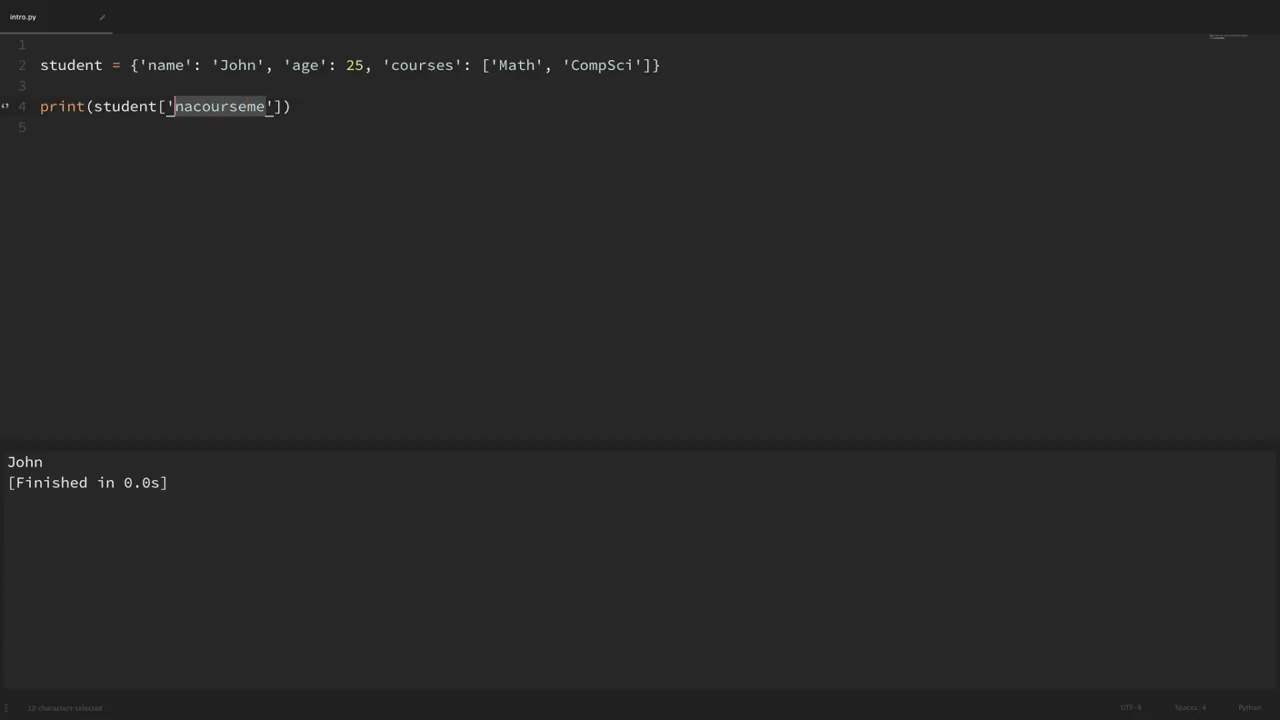 intro.py
1
2 student = {'name': 'John', 'age': 25, 'courses': ['Math', 'CompSci']}
3
4 print(student['nacourseme'])
5
John
[Finished in 0.0s]
10 characters selected
UTF-8 Spaces: 4 Python